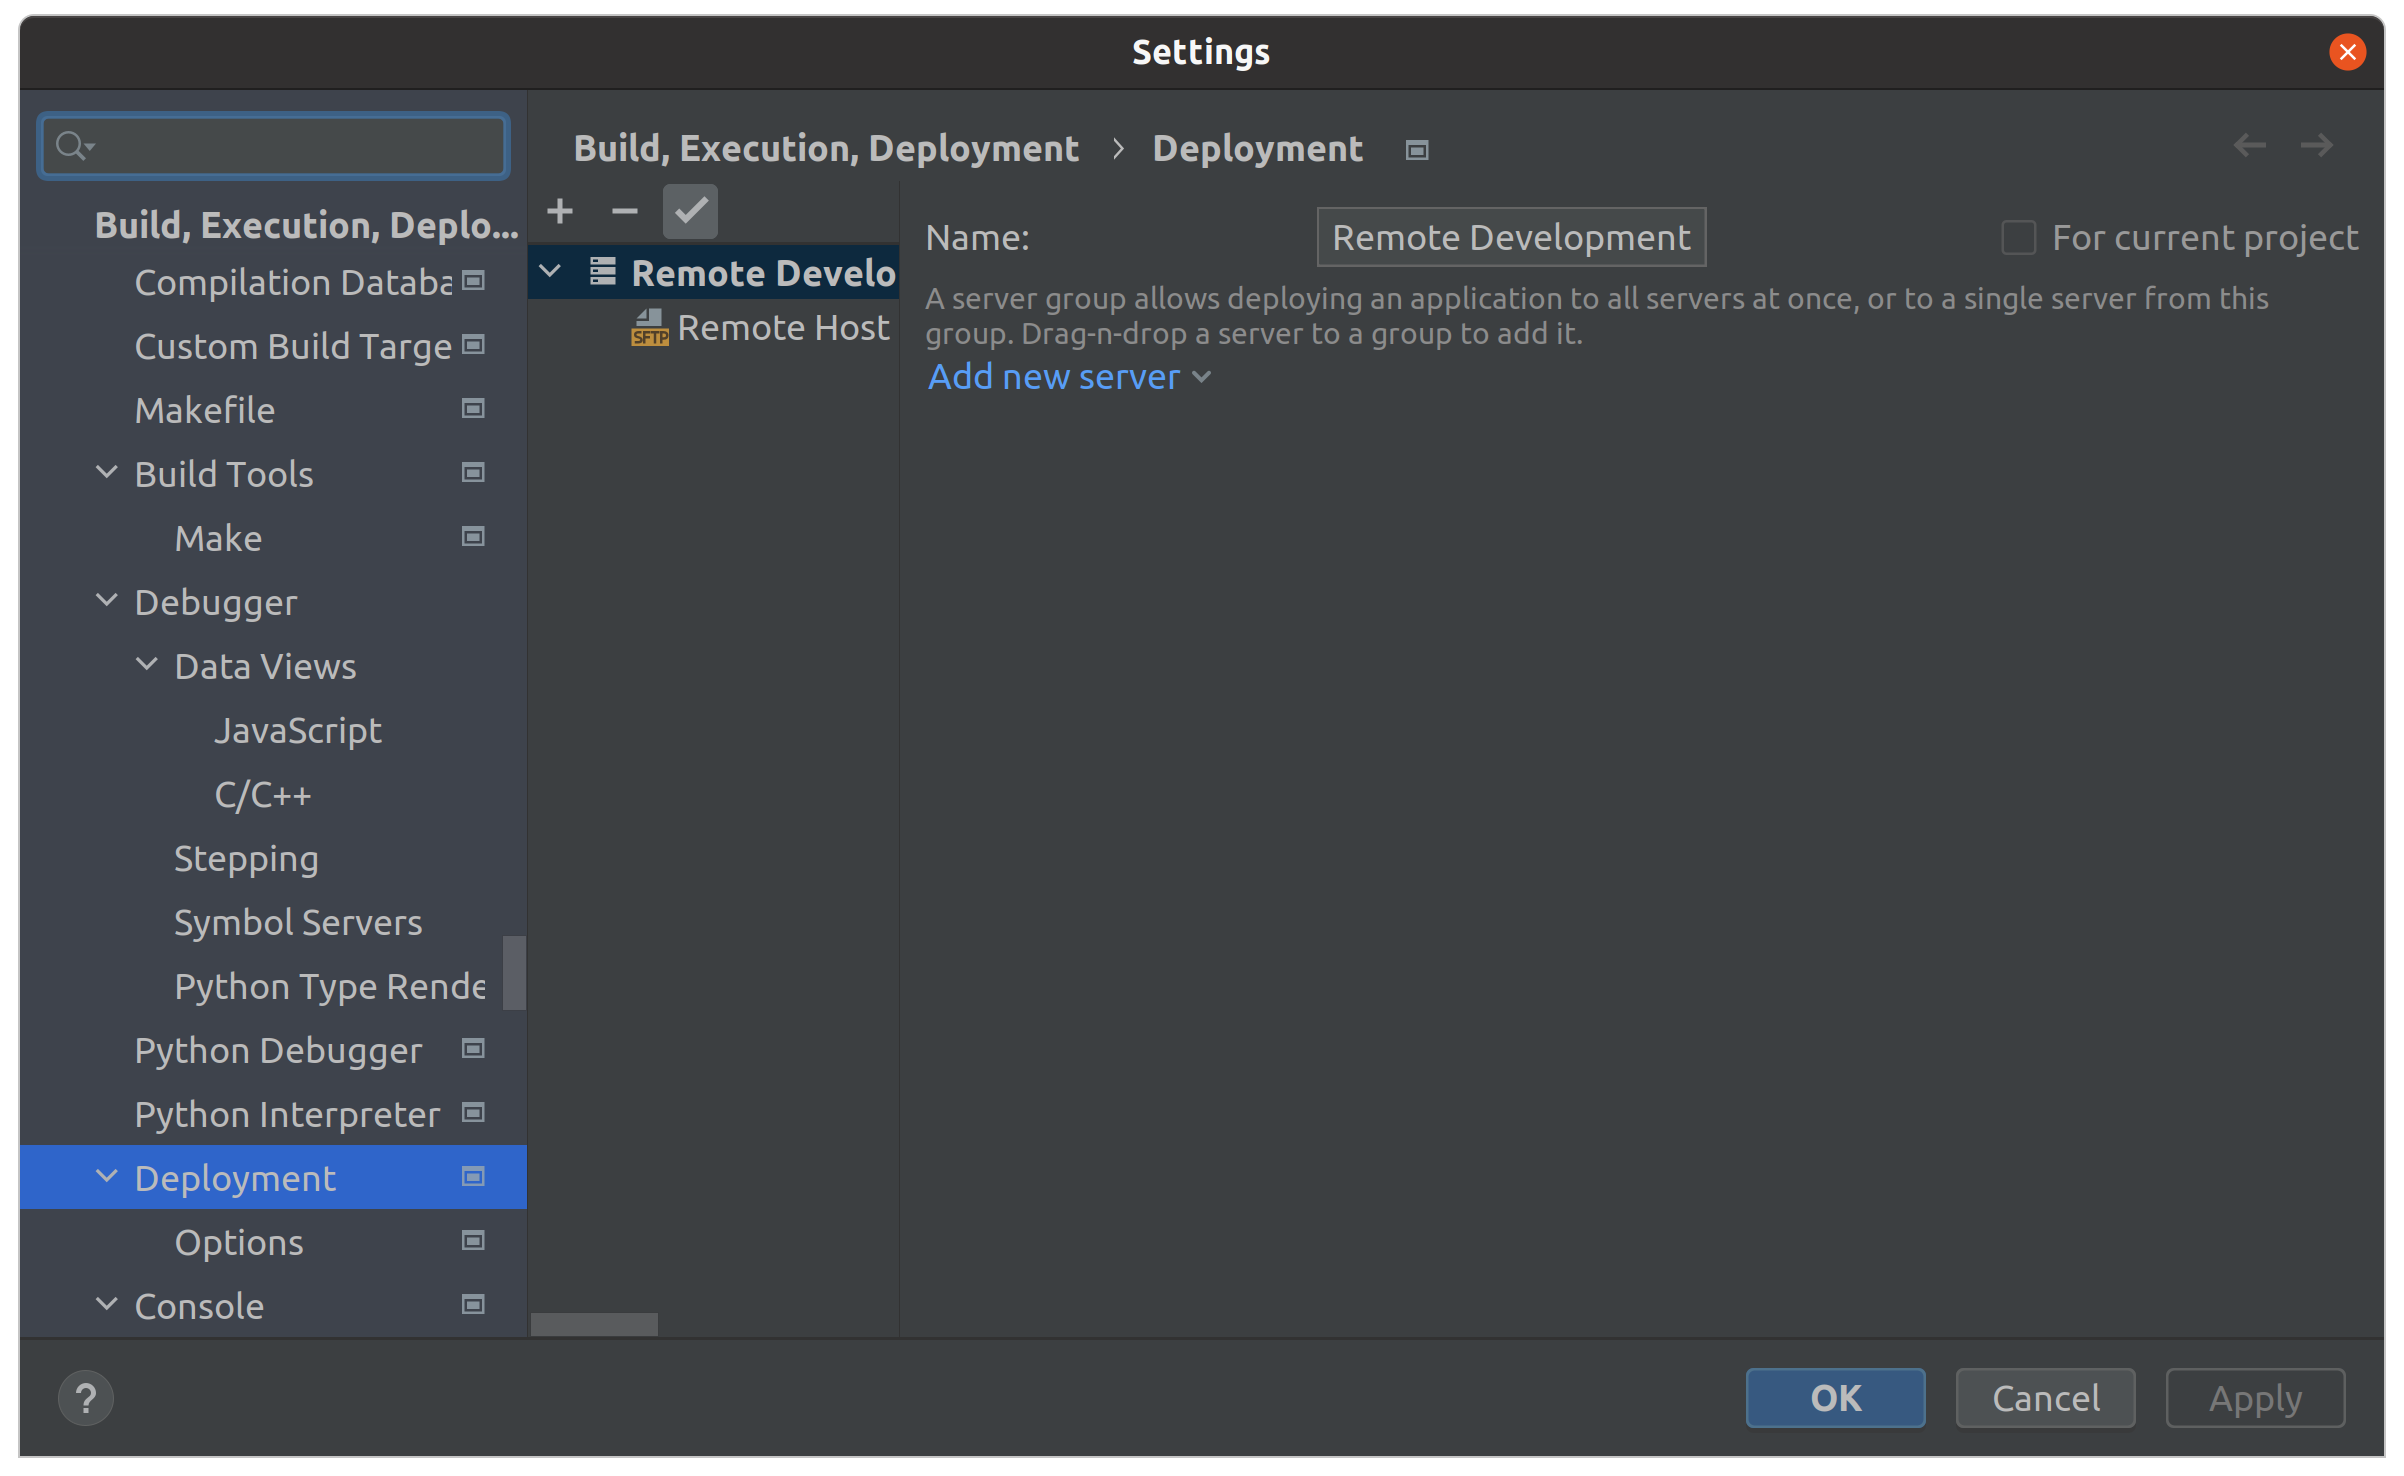 Settings
Build, Execution, Deplo...
Compilation Databa
Custom Build Targe
Makefile
Build Tools
Make
Debugger
Data Views
JavaScript
C/C++
Stepping
Symbol Servers
Python Type Rende
Python Debugger
Python Interpreter
Deployment
Options
Console
Build, Execution, Deployment › Deployment
Remote Develo
SFTP Remote Host
Name: Remote Development For current project
A server group allows deploying an application to all servers at once, or to a single server from this
group. Drag-n-drop a server to a group to add it.
Add new server
? OK Cancel Apply